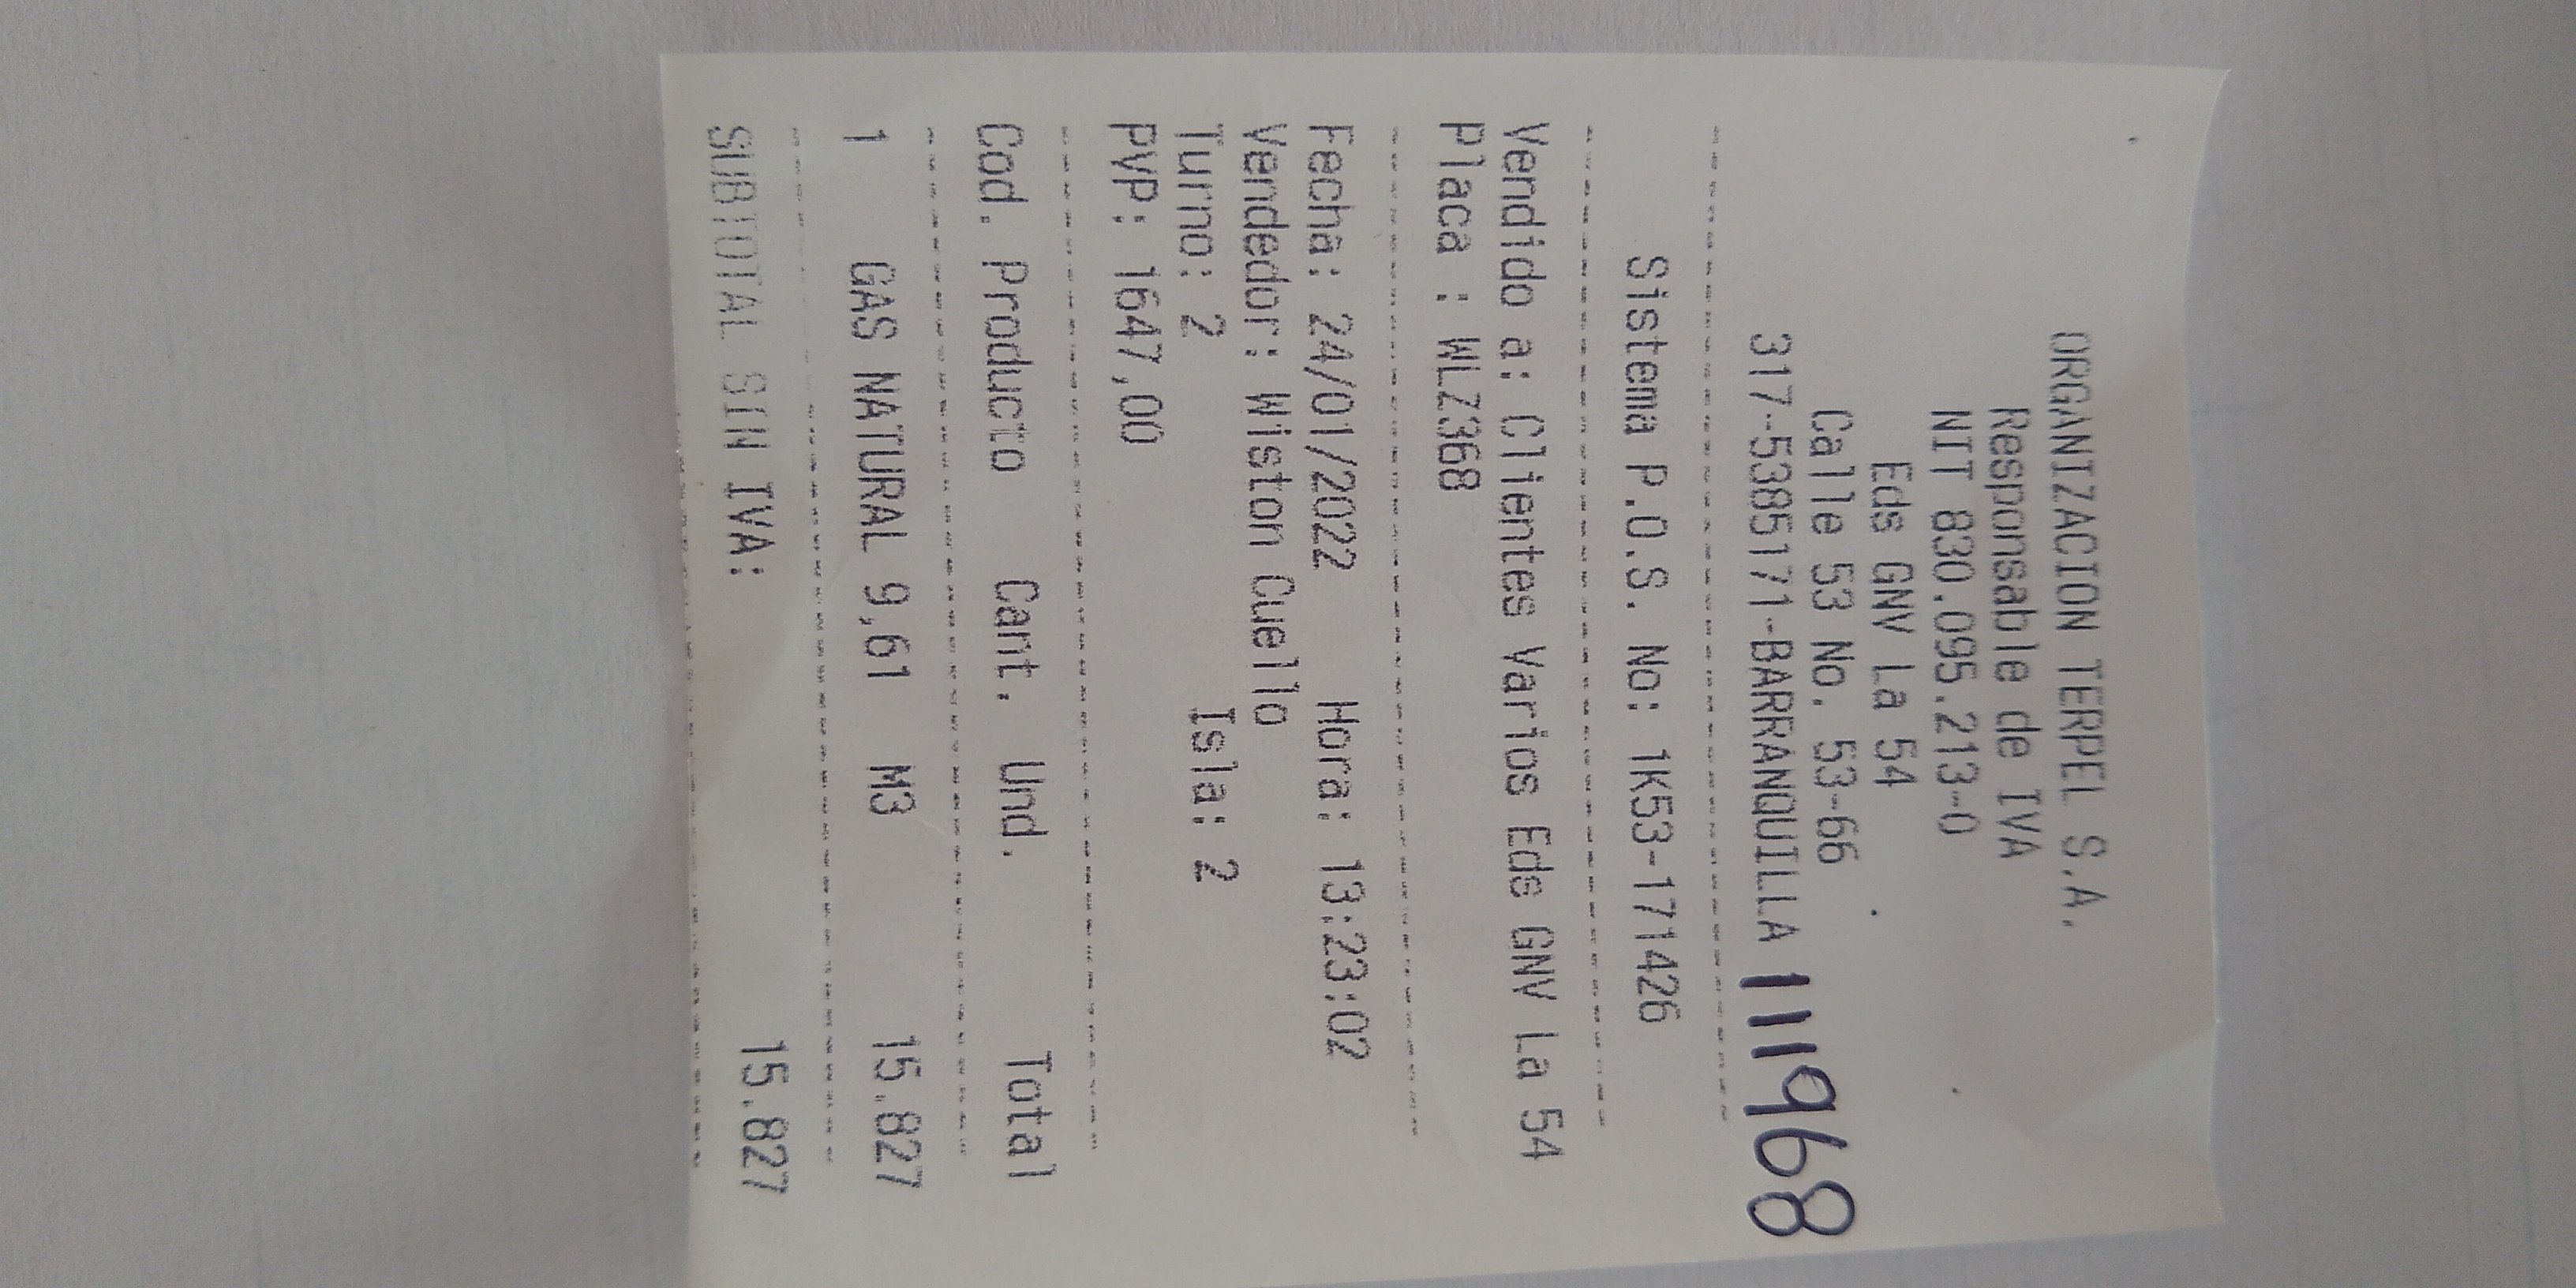 ORGANIZACION TERPEL S.A.
Responsable de IVA
NIT 830.095.213-0
Eds GNV La 54
Calle 53 No. 53-66
317-5385171-BARRANQUILLA 111968
Sistema P.O.S. No: 1K53-171426
Vendido a: Clientes Varios Eds GNV La 54
Placa : WLZ368
Fecha: 24/01/2022 Hora: 13:23:02
Vendedor: Wiston Cuello
Turno: 2 Isla: 2
PVP: 1647,00
Cod. Producto Cant. Und. Total
1 GAS NATURAL 9,61 M3 15.827
SUBTOTAL SIN IVA: 15.827